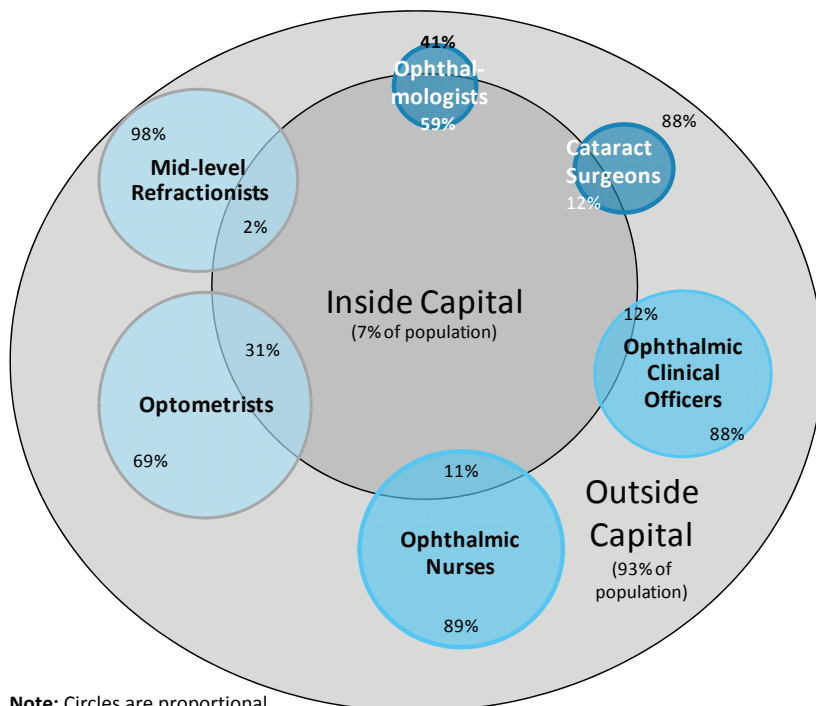 41%
Ophthal-
mologists
59%
88%
Cataract
Surgeons
12%
98%
Mid-level
Refractionists
2%
Inside Capital
(7% of population)
12%
Ophthalmic
Clinical
Officers
88%
31%
Optometrists
69%
11%
Ophthalmic
Nurses
89%
Outside
Capital
(93% of
population)
Note: Circles are proportional